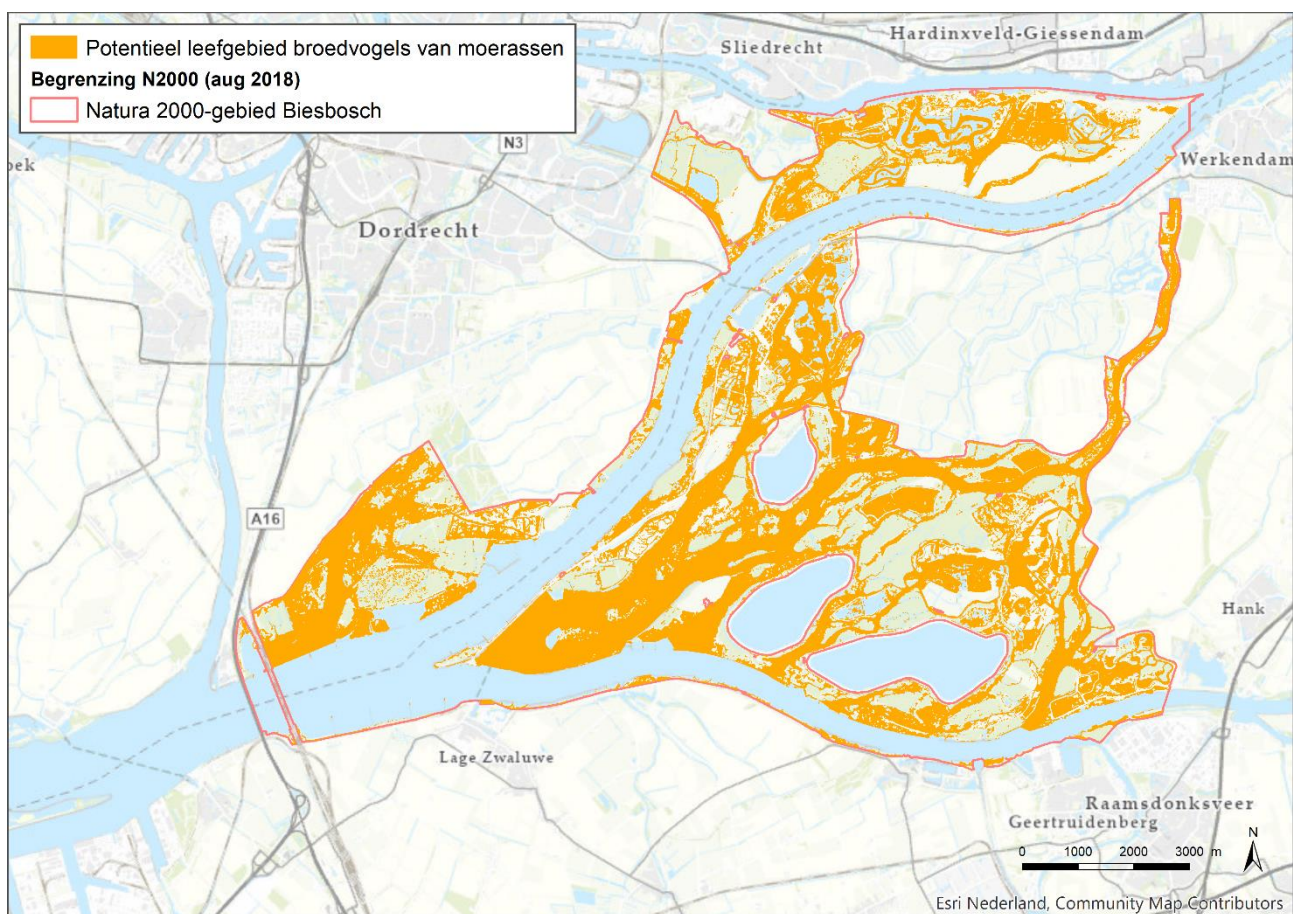 Potentieel leefgebied broedvogels van moerassen
Begrenzing N2000 (aug 2018)
Natura 2000-gebied Biesbosch
Sliedrecht
Hardinxveld-Giessendam
N3
oek
Werkendam
Dordrecht
A16
Hank
Lage Zwaluwe
Raamsdonksveer
Geertruidenberg
N
0 1000 2000 3000 m
Esri Nederland, Community Map Contributors